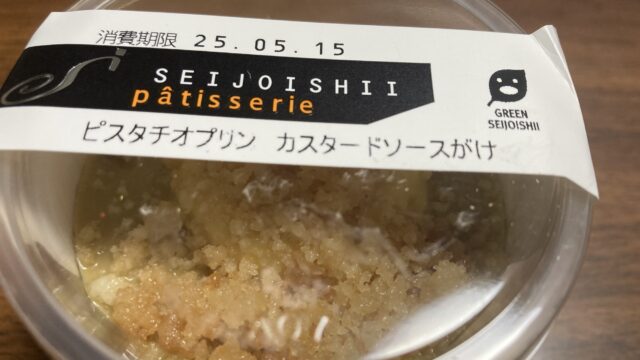 消費期限 25.05.15
Si
SEIJOISHII
pâtisserie
GREEN
SEIJOISHII
ピスタチオプリン カスタードソースがけ